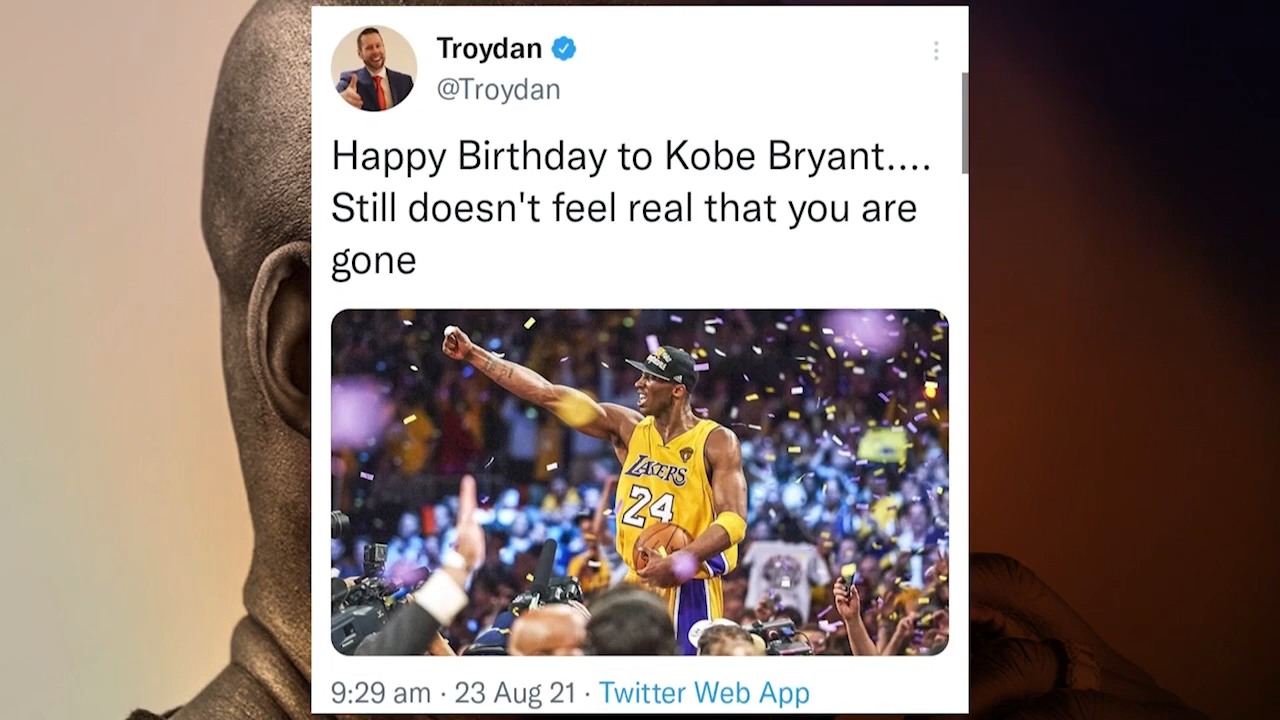 Troydan
@Troydan
Happy Birthday to Kobe Bryant....
Still doesn't feel real that you are
gone
LAKERS
24
9:29 am · 23 Aug 21 · Twitter Web App